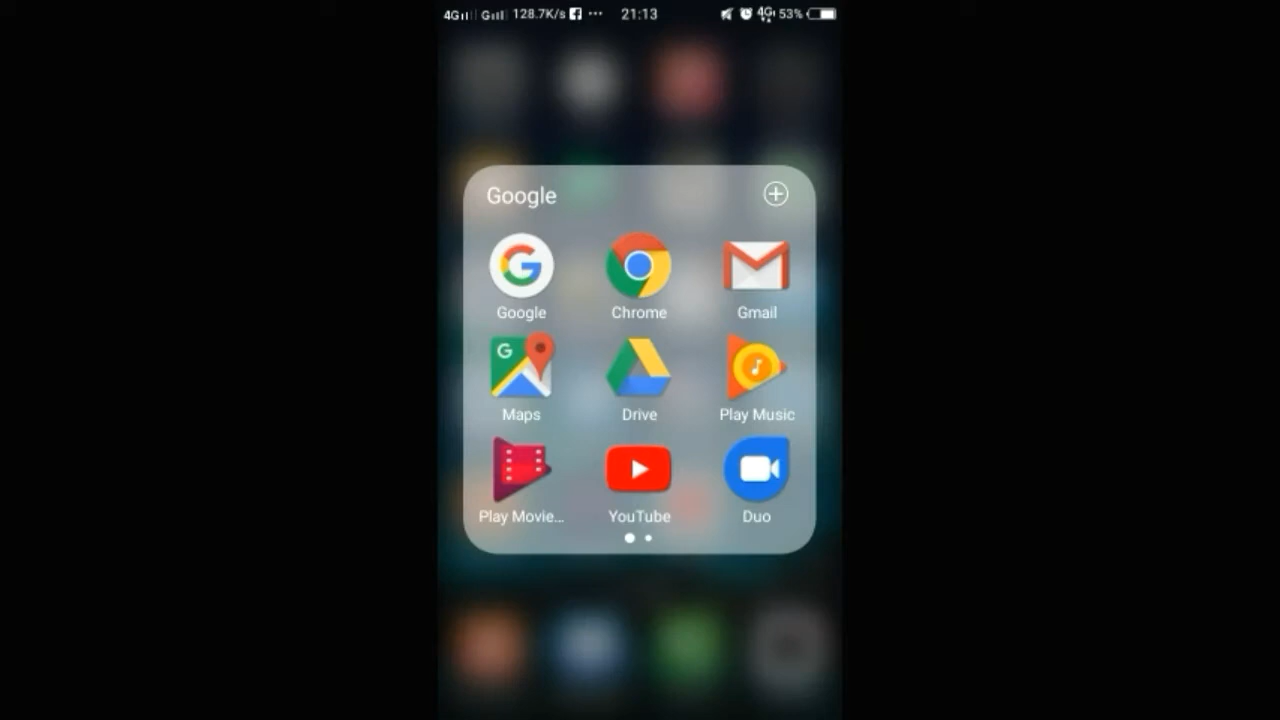 4G G 128.7K/s ... 21:13 4G 53%
Google
Google Chrome Gmail
G
Maps Drive Play Music
Play Movie... YouTube Duo